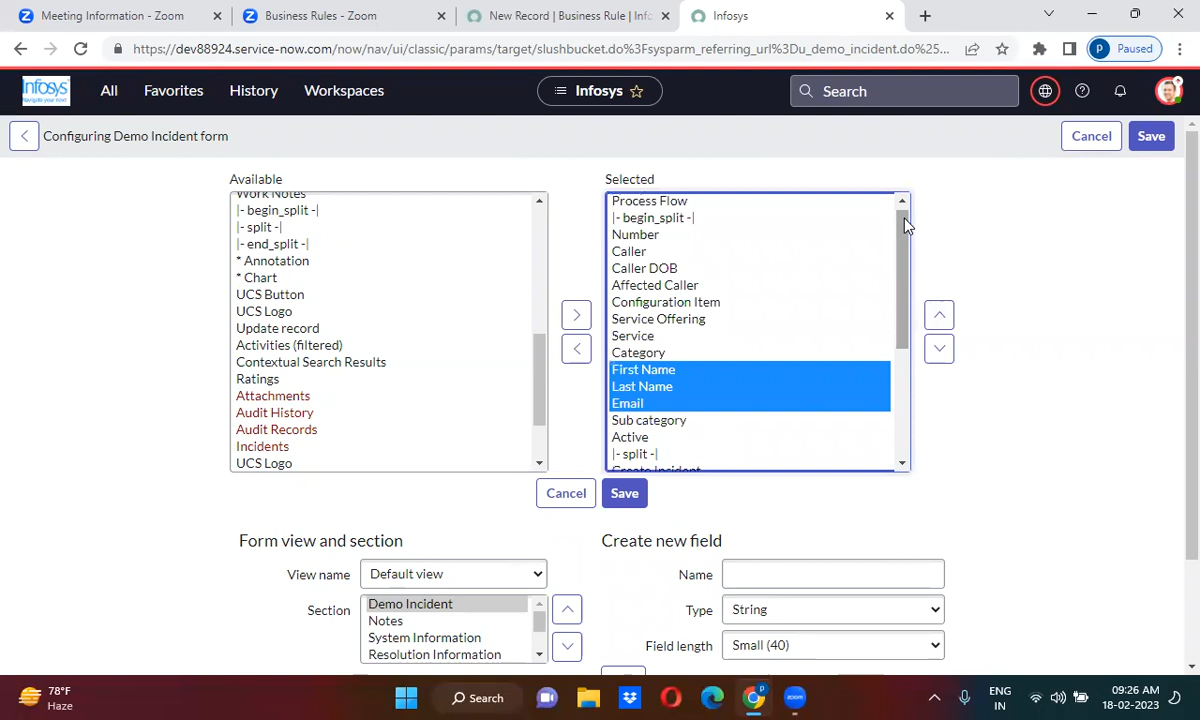 Meeting Information - Zoom
Business Rules - Zoom
New Record | Business Rule | Info
Infosys
https://dev88924.service-now.com/now/nav/ui/classic/params/target/slushbucket.do%3Fsysparm_referring_url%3Du_demo_incident.do%25...
P Paused
Infosys
Navigate your next
All
Favorites
History
Workspaces
Infosys
Search
Configuring Demo Incident form
Cancel
Save
Available
Selected
Work Notes
|- begin_split -|
|- split -|
|- end_split -|
* Annotation
* Chart
UCS Button
UCS Logo
Update record
Activities (filtered)
Contextual Search Results
Ratings
Attachments
Audit History
Audit Records
Incidents
UCS Logo
Process Flow
|- begin_split -|
Number
Caller
Caller DOB
Affected Caller
Configuration Item
Service Offering
Service
Category
First Name
Last Name
Email
Sub category
Active
|- split -|
Create Incident
Cancel
Save
Form view and section
Create new field
View name
Default view
Name
Section
Demo Incident
Notes
System Information
Resolution Information
Type
String
Field length
Small (40)
78°F
Haze
Search
P
ENG
IN
09:26 AM
18-02-2023